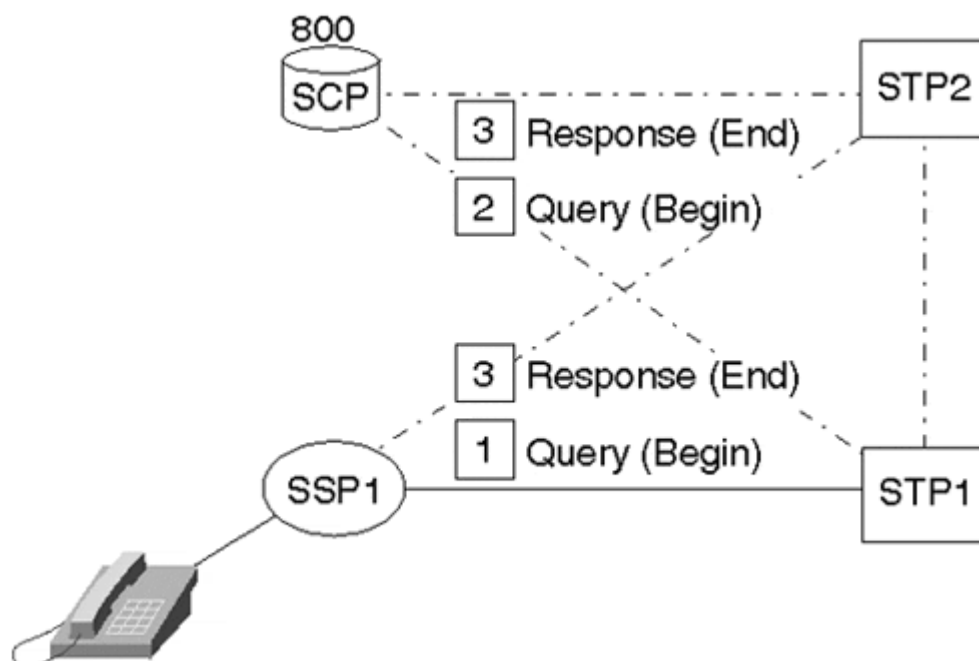 800
SCP
STP2
3 Response (End)
2 Query (Begin)
3 Response (End)
1 Query (Begin)
SSP1
STP1